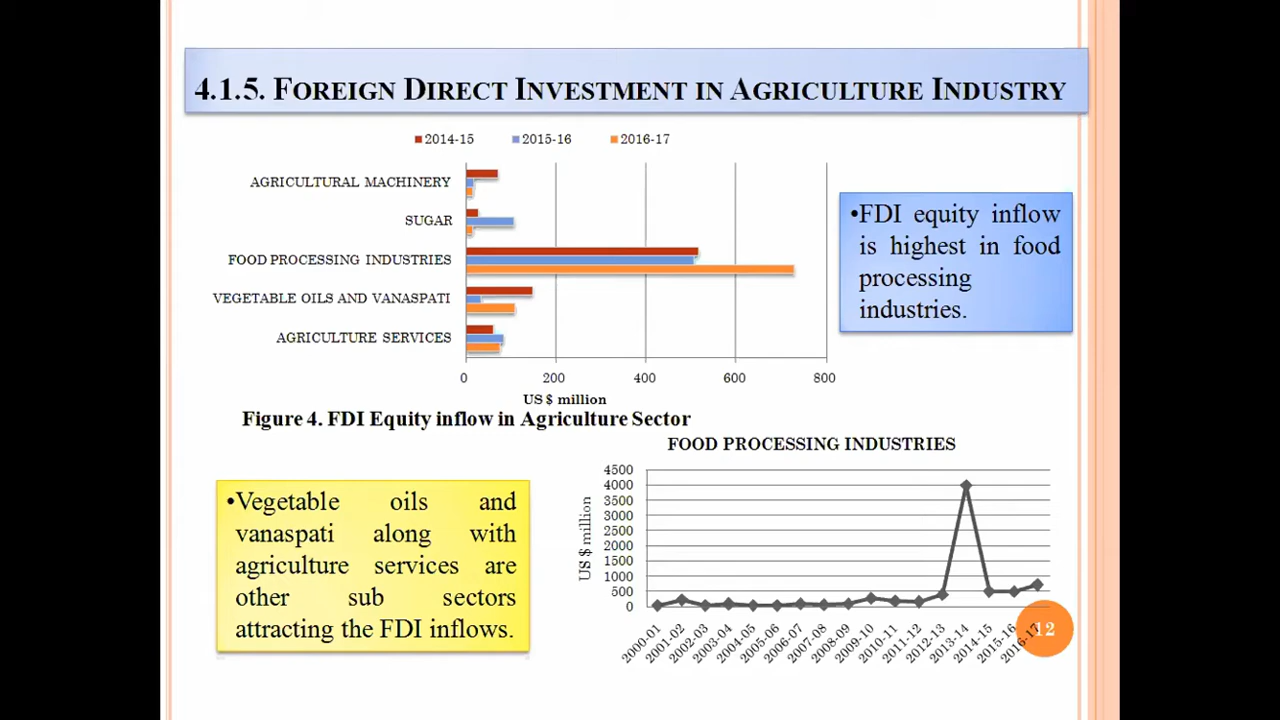 4.1.5. FOREIGN DIRECT INVESTMENT IN AGRICULTURE INDUSTRY
2014-15 2015-16 2016-17
AGRICULTURAL MACHINERY
SUGAR
FOOD PROCESSING INDUSTRIES
VEGETABLE OILS AND VANASPATI
AGRICULTURE SERVICES
0 200 400 600 800
US $ million
Figure 4. FDI Equity inflow in Agriculture Sector
•FDI equity inflow
is highest in food
processing
industries.
•Vegetable oils and
vanaspati along with
agriculture services are
other sub sectors
attracting the FDI inflows.
FOOD PROCESSING INDUSTRIES
US $ million
4500
4000
3500
3000
2500
2000
1500
1000
500
0
2000-01
2001-02
2002-03
2003-04
2004-05
2005-06
2006-07
2007-08
2008-09
2009-10
2010-11
2011-12
2012-13
2013-14
2014-15
2015-16
2016-17
12